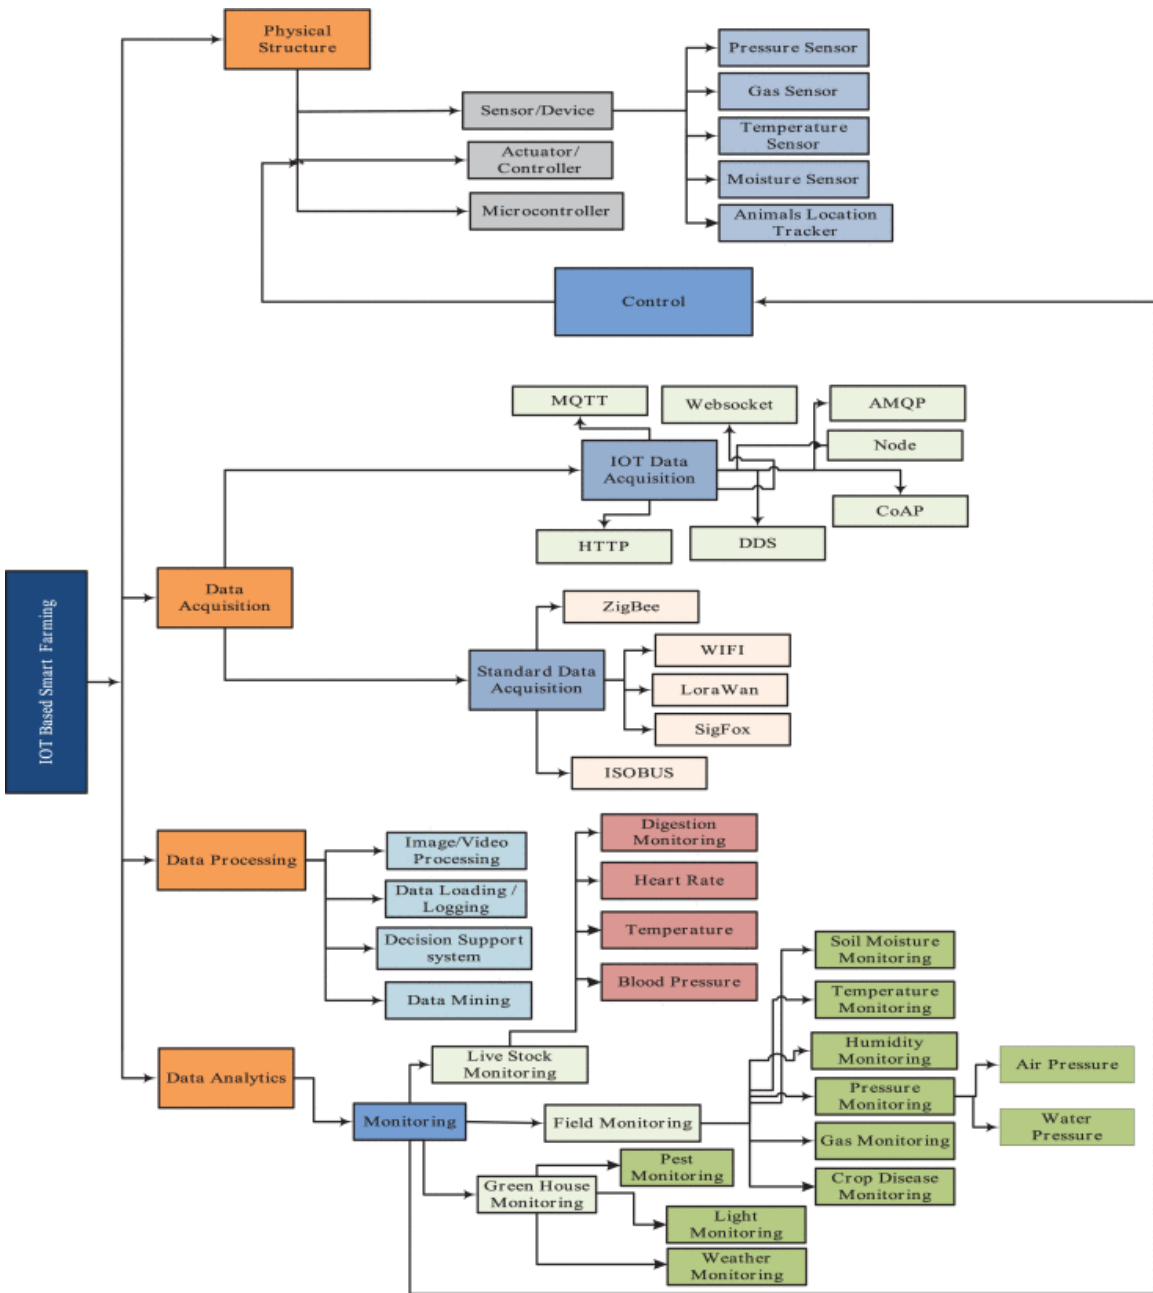 Physical
Structure
Pressure Sensor
Gas Sensor
Sensor/Device
Temperature
Sensor
Actuator/
Controller
Moisture Sensor
Microcontroller
Animals Location
Tracker
Control
MQTT
Websocket
AMQP
Node
IOT Data
Acquisition
CoAP
HTTP
DDS
IOT Based Smart Farming
Data
Acquisition
ZigBee
WIFI
Standard Data
Acquisition
LoraWan
SigFox
ISOBUS
Data Processing
Image/Video
Processing
Data Loading /
Logging
Decision Support
system
Data Mining
Digestion
Monitoring
Heart Rate
Temperature
Blood Pressure
Soil Moisture
Monitoring
Temperature
Monitoring
Humidity
Monitoring
Pressure
Monitoring
Air Pressure
Water
Pressure
Gas Monitoring
Crop Disease
Monitoring
Live Stock
Monitoring
Data Analytics
Monitoring
Field Monitoring
Green House
Monitoring
Pest
Monitoring
Light
Monitoring
Weather
Monitoring